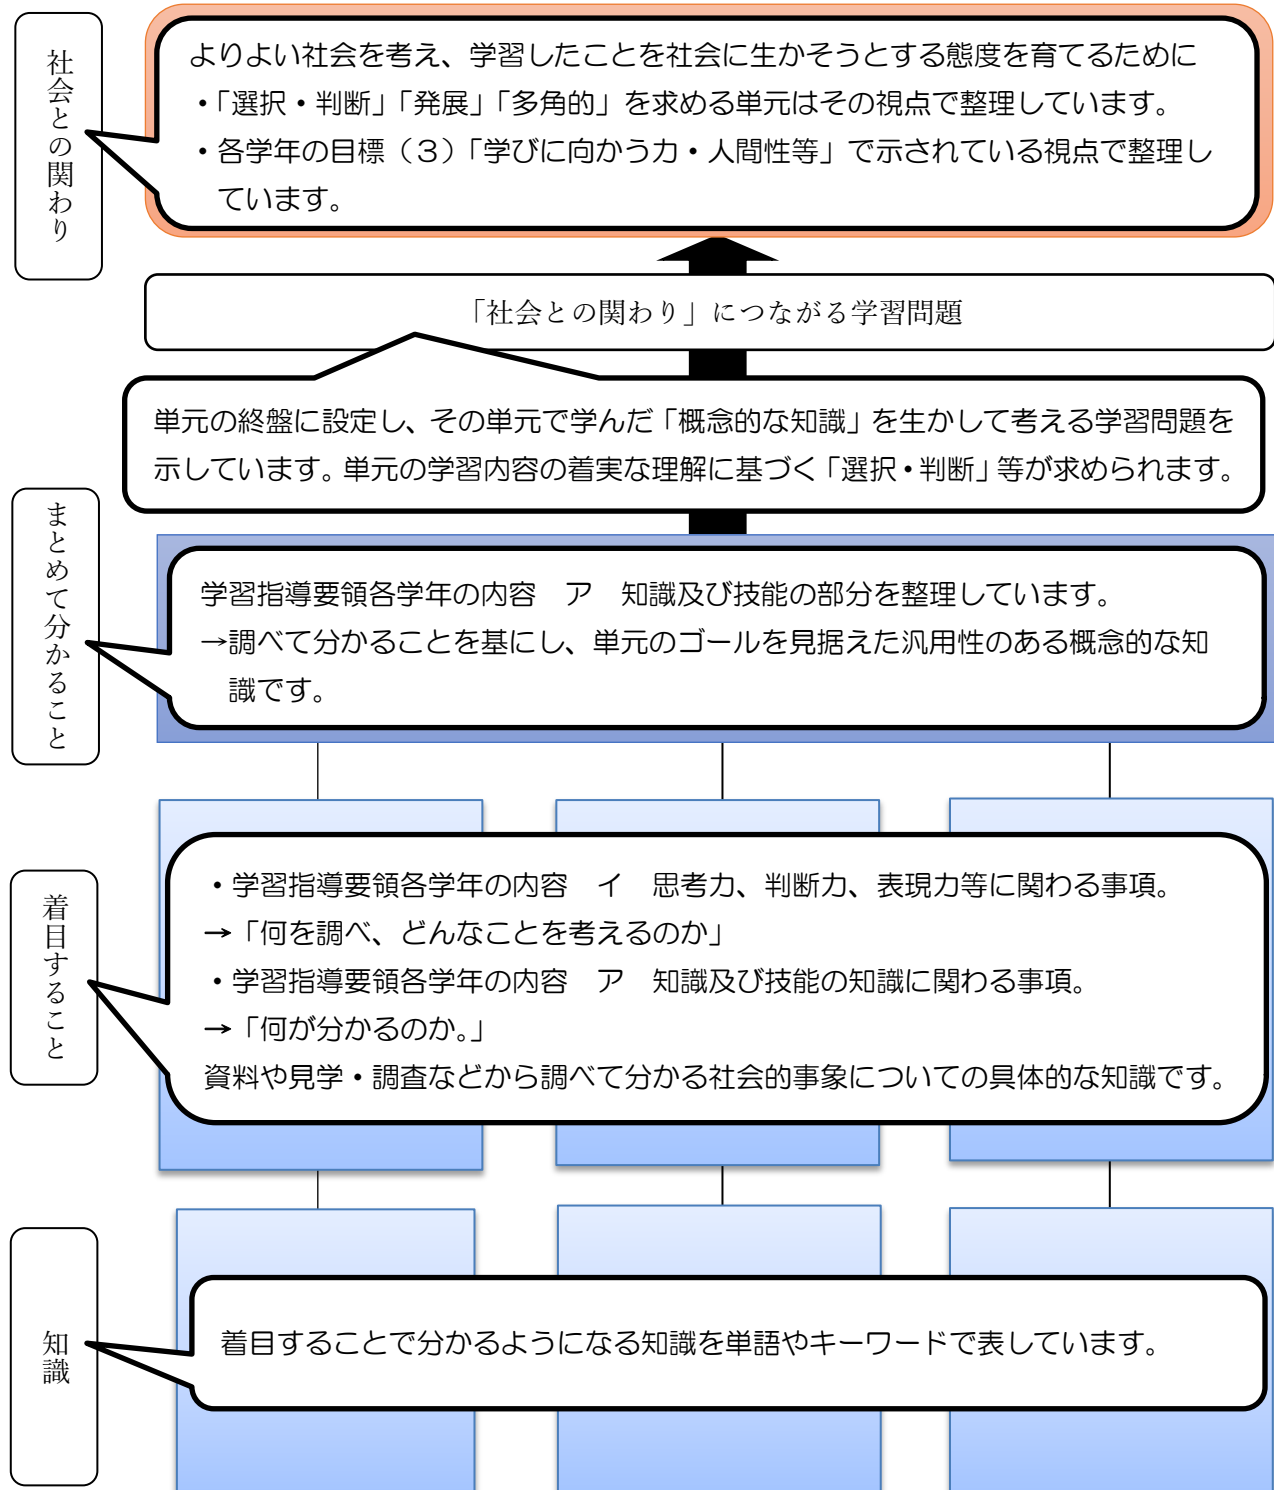 社会との関わり
よりよい社会を考え、学習したことを社会に生かそうとする態度を育てるために
・「選択・判断」「発展」「多角的」を求める単元はその視点で整理しています。
・各学年の目標（３）「学びに向かう力・人間性等」で示されている視点で整理し
ています。
「社会との関わり」につながる学習問題
単元の終盤に設定し、その単元で学んだ「概念的な知識」を生かして考える学習問題を
示しています。単元の学習内容の着実な理解に基づく「選択・判断」等が求められます。
まとめて分かること
学習指導要領各学年の内容　ア　知識及び技能の部分を整理しています。
→調べて分かることを基にし、単元のゴールを見据えた汎用性のある概念的な知
識です。
着目すること
・学習指導要領各学年の内容　イ　思考力、判断力、表現力等に関わる事項。
→「何を調べ、どんなことを考えるのか」
・学習指導要領各学年の内容　ア　知識及び技能の知識に関わる事項。
→「何が分かるのか。」
資料や見学・調査などから調べて分かる社会的事象についての具体的な知識です。
知識
着目することで分かるようになる知識を単語やキーワードで表しています。